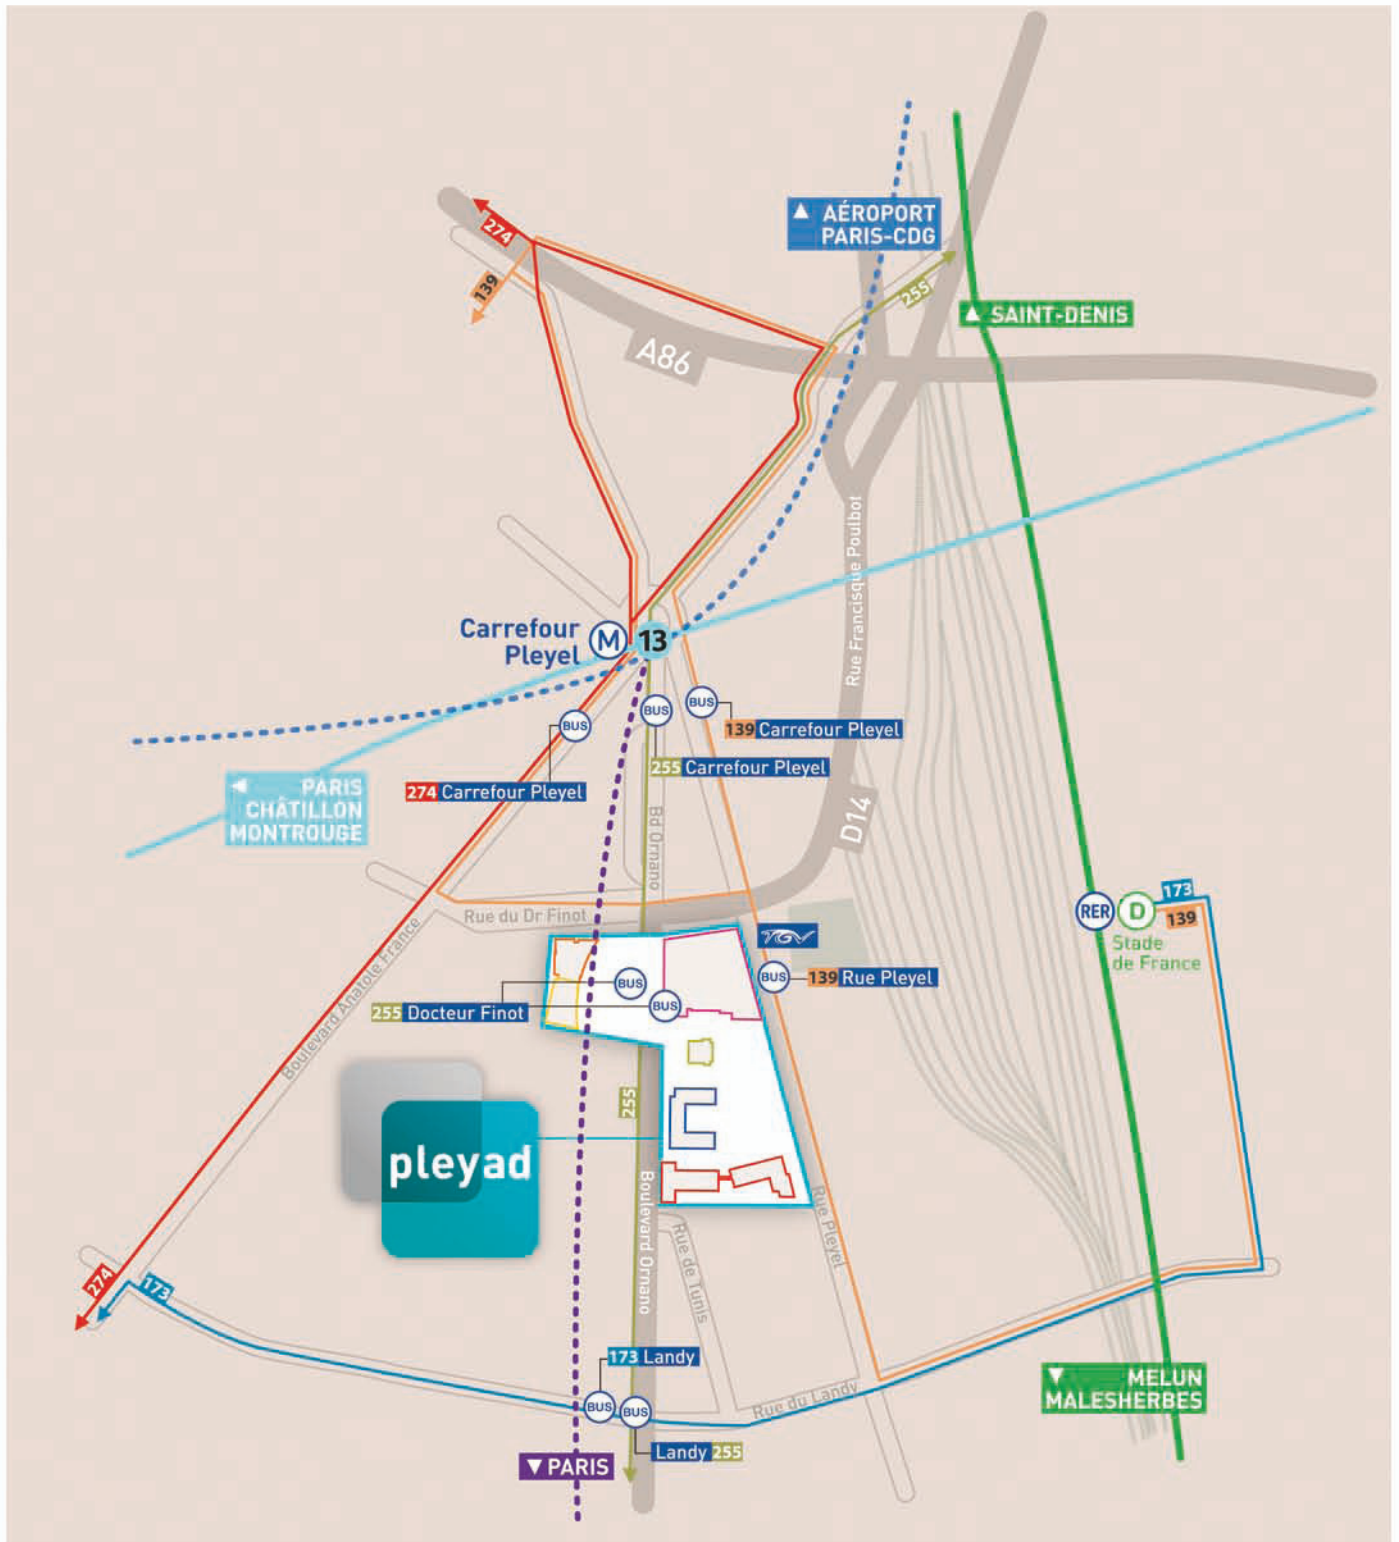 AÉROPORT
PARIS-CDG
274
139
255
SAINT-DENIS
A86
Rue Francisque Poulbot
Carrefour
Pleyel
M
13
BUS
BUS
BUS
139 Carrefour Pleyel
255 Carrefour Pleyel
274 Carrefour Pleyel
PARIS
CHÂTILLON
MONTROUGE
Bd Ornano
D14
RER
D
173
139
Stade
de France
Rue du Dr Finot
TGV
Boulevard Anatole France
BUS
BUS
BUS
139 Rue Pleyel
255 Docteur Finot
255
pleyad
Boulevard Ornano
Rue de Tunis
Rue Pleyel
274
173
173 Landy
BUS
BUS
Rue du Landy
MELUN
MALESHERBES
Landy 255
PARIS